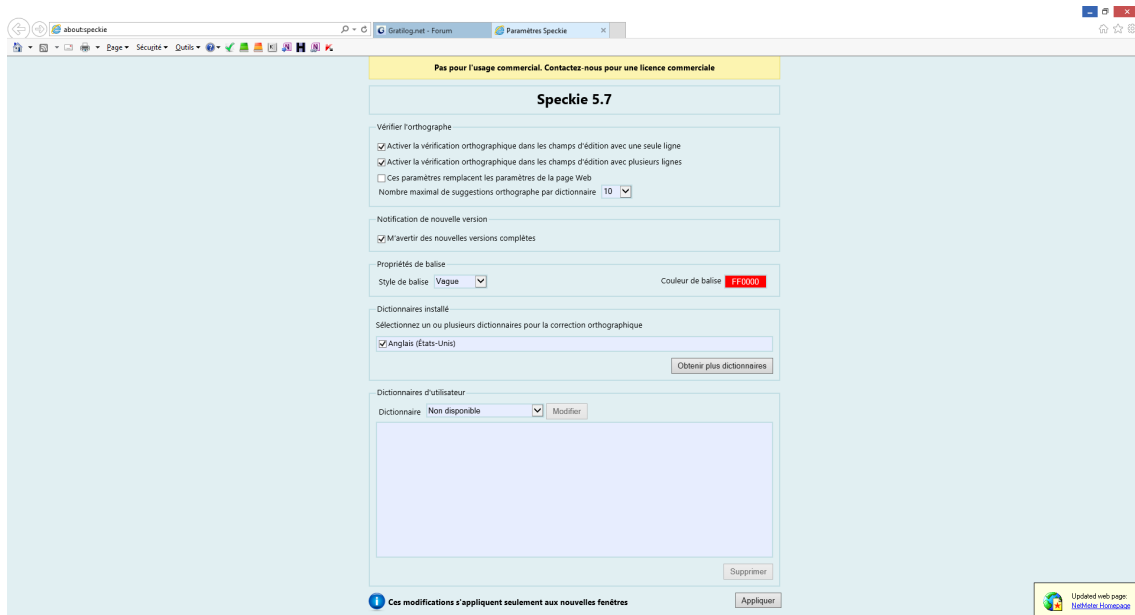 about:speckie
Gratilog.net - Forum
Paramètres Speckie
Page
Sécurité
Outils
Pas pour l'usage commercial. Contactez-nous pour une licence commerciale
Speckie 5.7
Vérifier l'orthographe
Activer la vérification orthographique dans les champs d'édition avec une seule ligne
Activer la vérification orthographique dans les champs d'édition avec plusieurs lignes
Ces paramètres remplacent les paramètres de la page Web
Nombre maximal de suggestions orthographe par dictionnaire 10
Notification de nouvelle version
M'avertir des nouvelles versions complètes
Propriétés de balise
Style de balise Vague Couleur de balise FF0000
Dictionnaires installé
Sélectionnez un ou plusieurs dictionnaires pour la correction orthographique
Anglais (États-Unis)
Obtenir plus dictionnaires
Dictionnaires d'utilisateur
Dictionnaire Non disponible Modifier
Supprimer
Ces modifications s'appliquent seulement aux nouvelles fenêtres Appliquer
Updated web page:
NetMeter Homepage